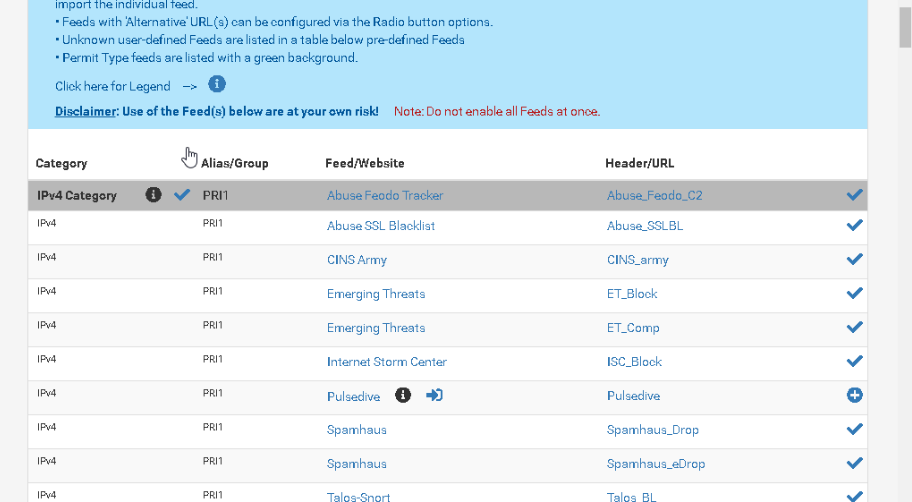 import the individual feed.
• Feeds with 'Alternative' URL(s) can be configured via the Radio button options.
• Unknown user-defined Feeds are listed in a table below pre-defined Feeds
• Permit Type feeds are listed with a green background.
Click here for Legend -->
Disclaimer: Use of the Feed(s) below are at your own risk! Note: Do not enable all Feeds at once.
Category Alias/Group Feed/Website Header/URL
IPv4 Category PRI1 Abuse Feodo Tracker Abuse_Feodo_C2
IPv4 PRI1 Abuse SSL Blacklist Abuse_SSLBL
IPv4 PRI1 CINS Army CINS_army
IPv4 PRI1 Emerging Threats ET_Block
IPv4 PRI1 Emerging Threats ET_Comp
IPv4 PRI1 Internet Storm Center ISC_Block
IPv4 PRI1 Pulsedive Pulsedive
IPv4 PRI1 Spamhaus Spamhaus_Drop
IPv4 PRI1 Spamhaus Spamhaus_eDrop
IPv4 PRI1 Talos-Snort Talos_BL